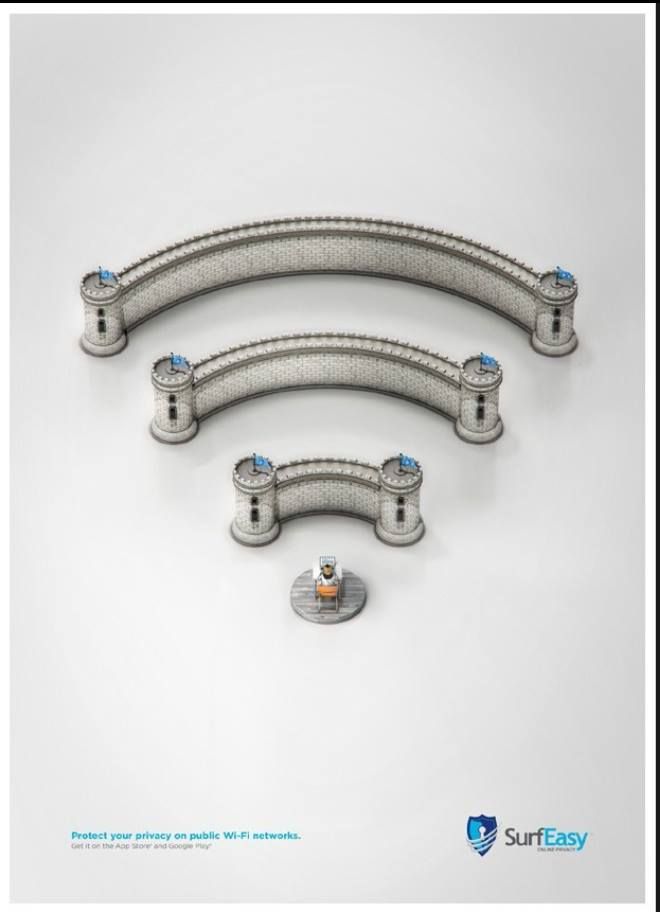 Protect your privacy on public Wi-Fi networks.
Get it on the App Store® and Google Play®
SurfEasy
ONLINE PRIVACY